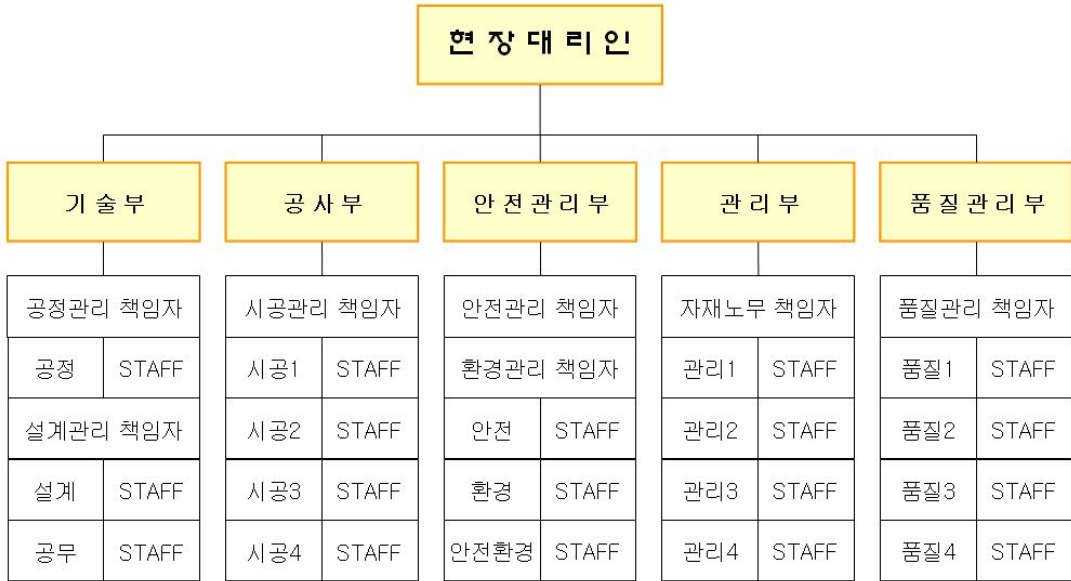 현장대리인
기술부 공사부 안전관리부 관리부 품질관리부
공정관리 책임자 시공관리 책임자 안전관리 책임자 자재노무 책임자 품질관리 책임자
공정 STAFF 시공1 STAFF 환경관리 책임자 관리1 STAFF 품질1 STAFF
설계관리 책임자 시공2 STAFF 안전 STAFF 관리2 STAFF 품질2 STAFF
설계 STAFF 시공3 STAFF 환경 STAFF 관리3 STAFF 품질3 STAFF
공무 STAFF 시공4 STAFF 안전환경 STAFF 관리4 STAFF 품질4 STAFF